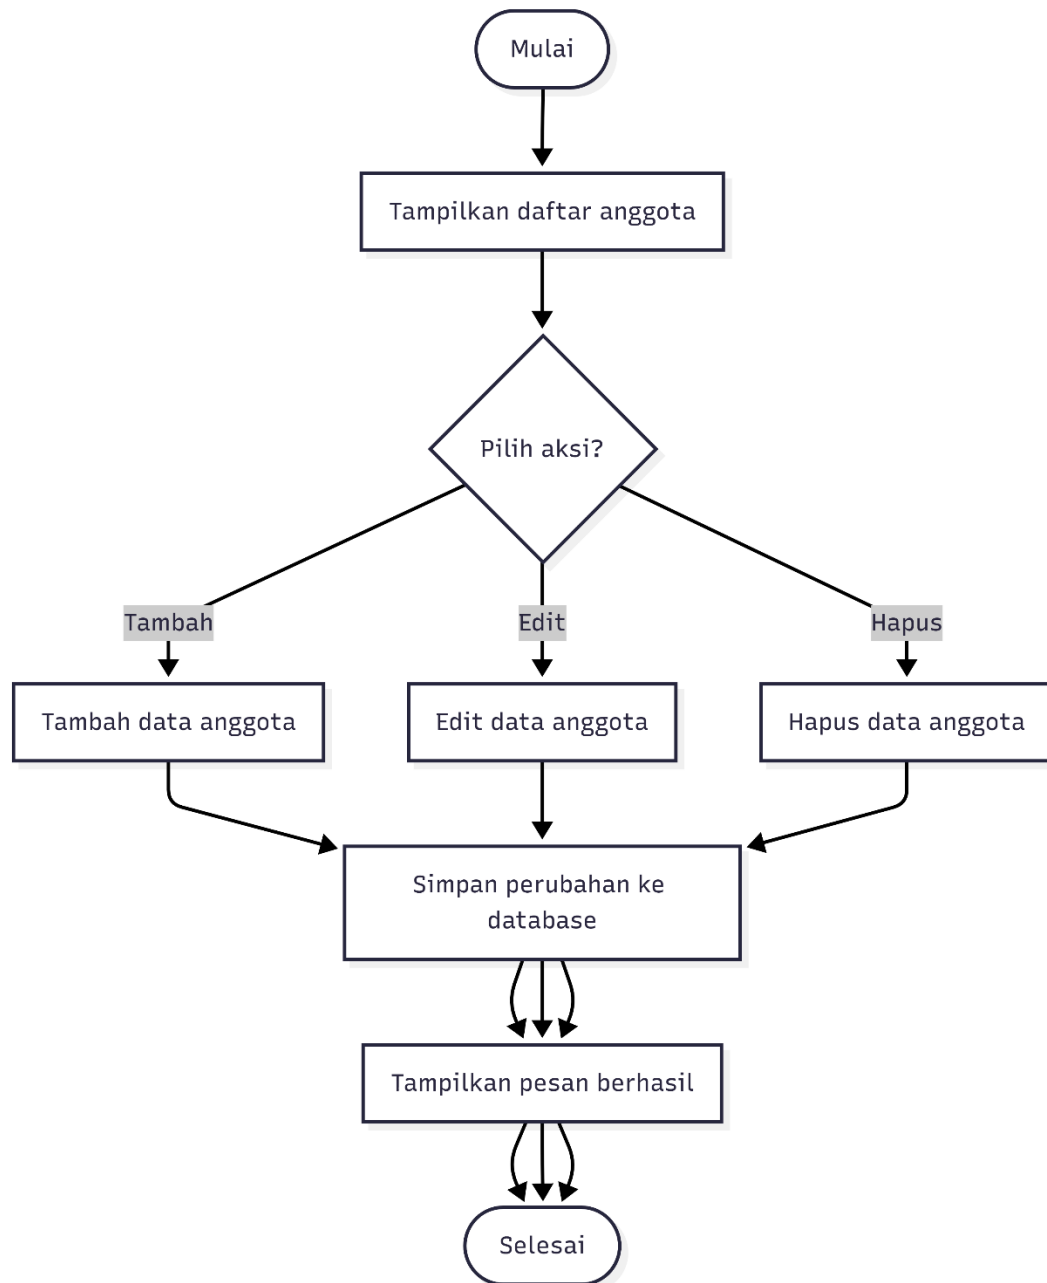 Mulai
Tampilkan daftar anggota
Pilih aksi?
Tambah
Edit
Hapus
Tambah data anggota
Edit data anggota
Hapus data anggota
Simpan perubahan ke
database
Tampilkan pesan berhasil
Selesai